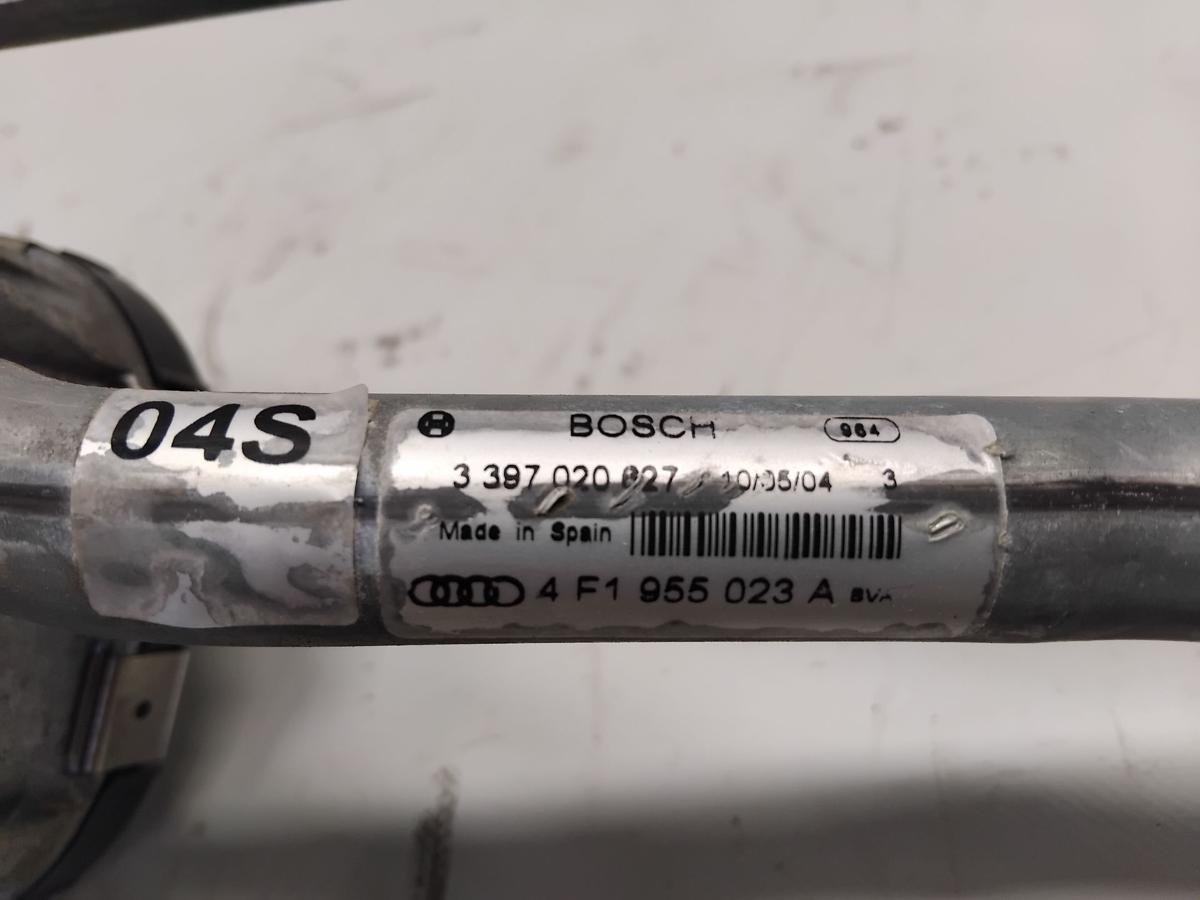 04S
BOSCH 964
3 397 020 627 10/05/04 3
Made in Spain
4 F1 955 023 A